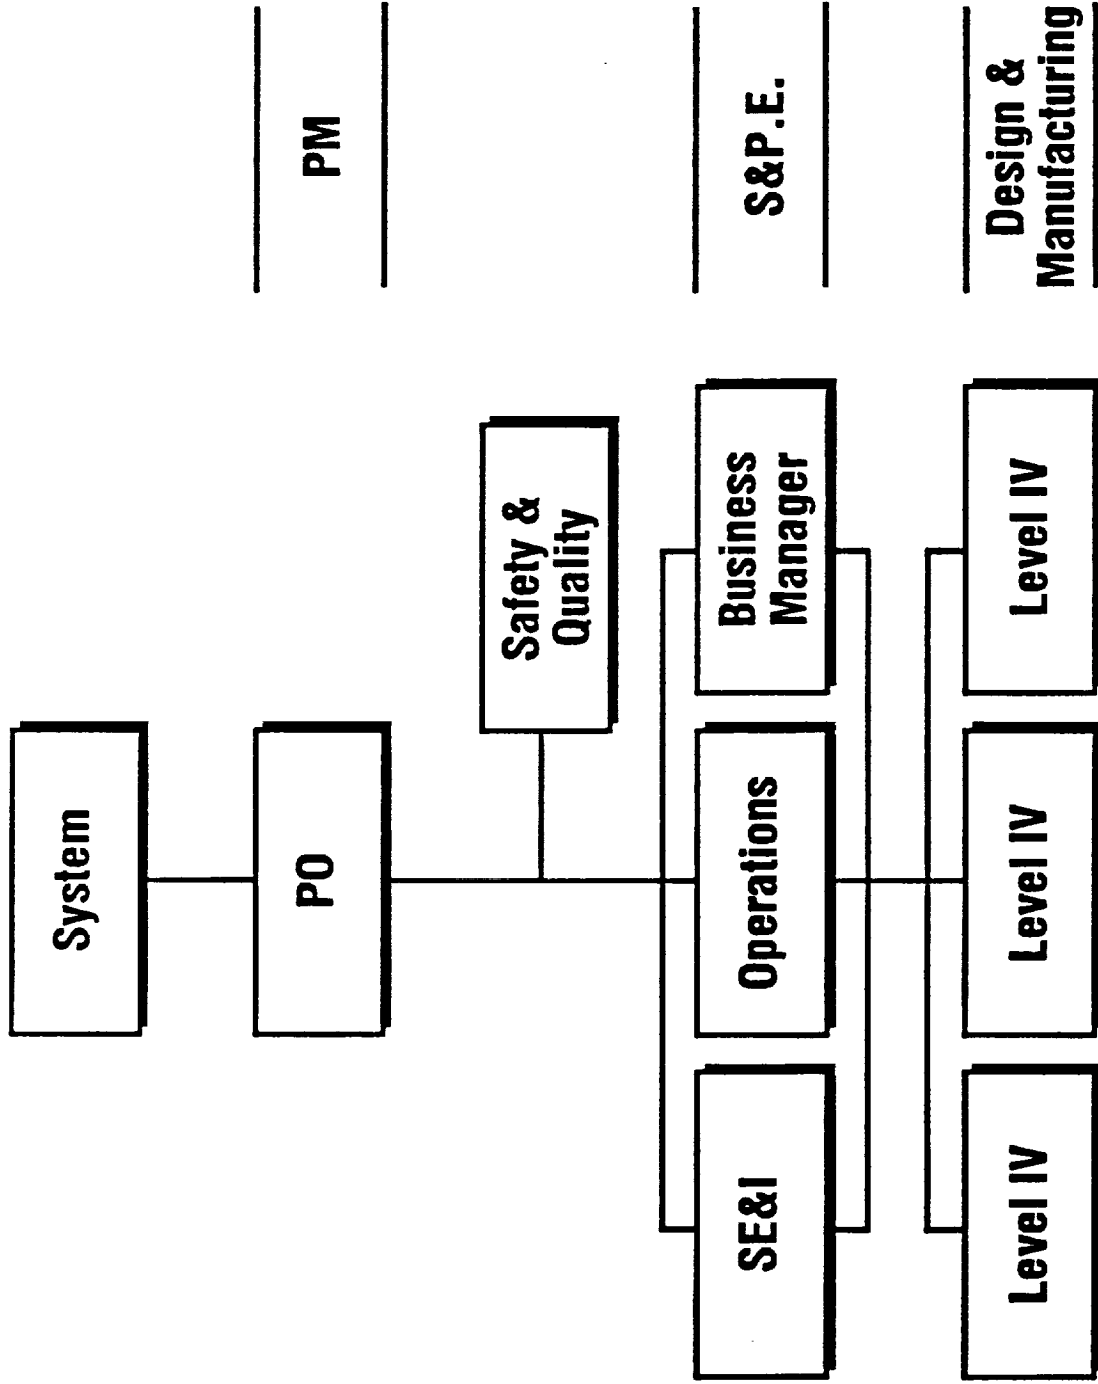 System
PO
PM
Safety &
Quality
SE&I
Operations
Business
Manager
S&P.E.
Level IV
Level IV
Level IV
Design &
Manufacturing